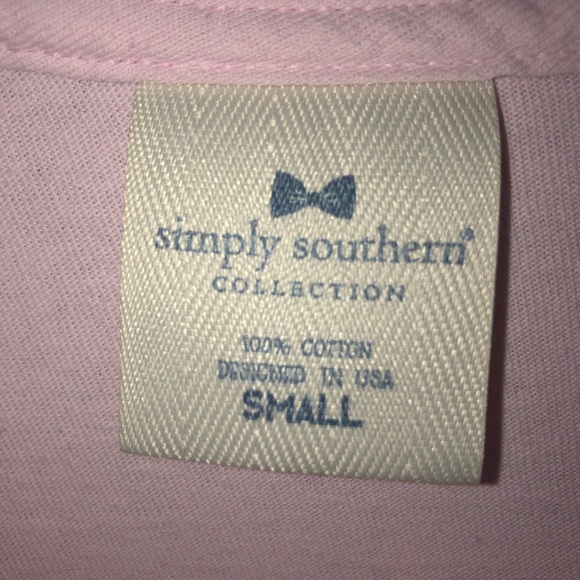 simply southern®
COLLECTION
100% COTTON
DESIGNED IN USA
SMALL